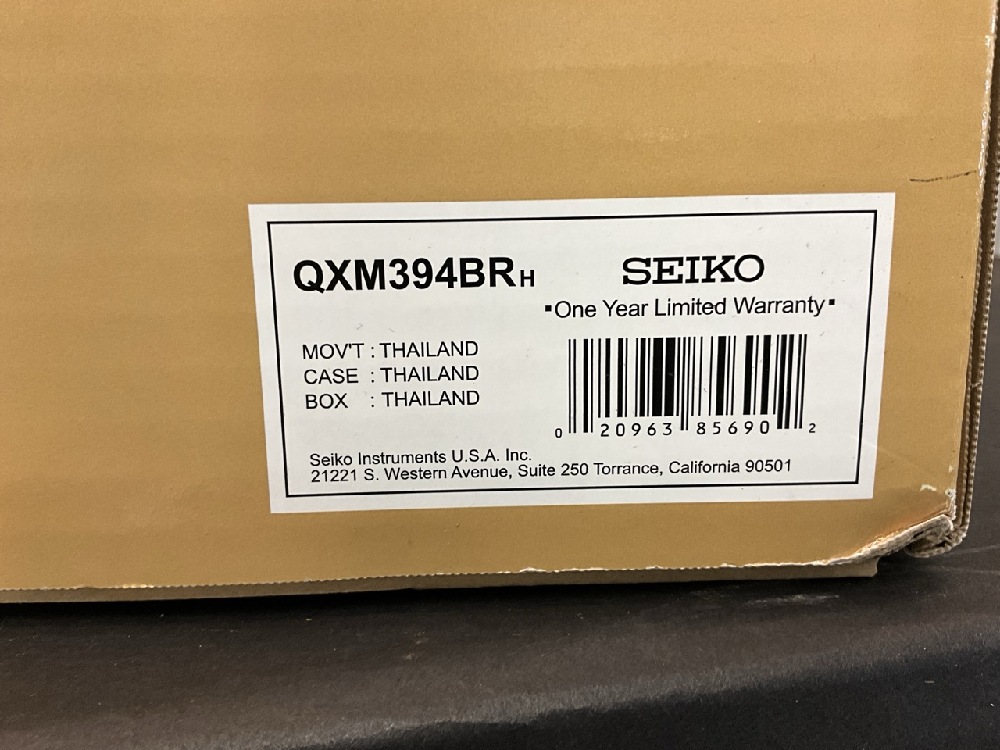 QXM394BRH
SEIKO
▪One Year Limited Warranty▪
MOV'T : THAILAND
CASE : THAILAND
BOX : THAILAND
0 20963 85690 2
Seiko Instruments U.S.A. Inc.
21221 S. Western Avenue, Suite 250 Torrance, California 90501